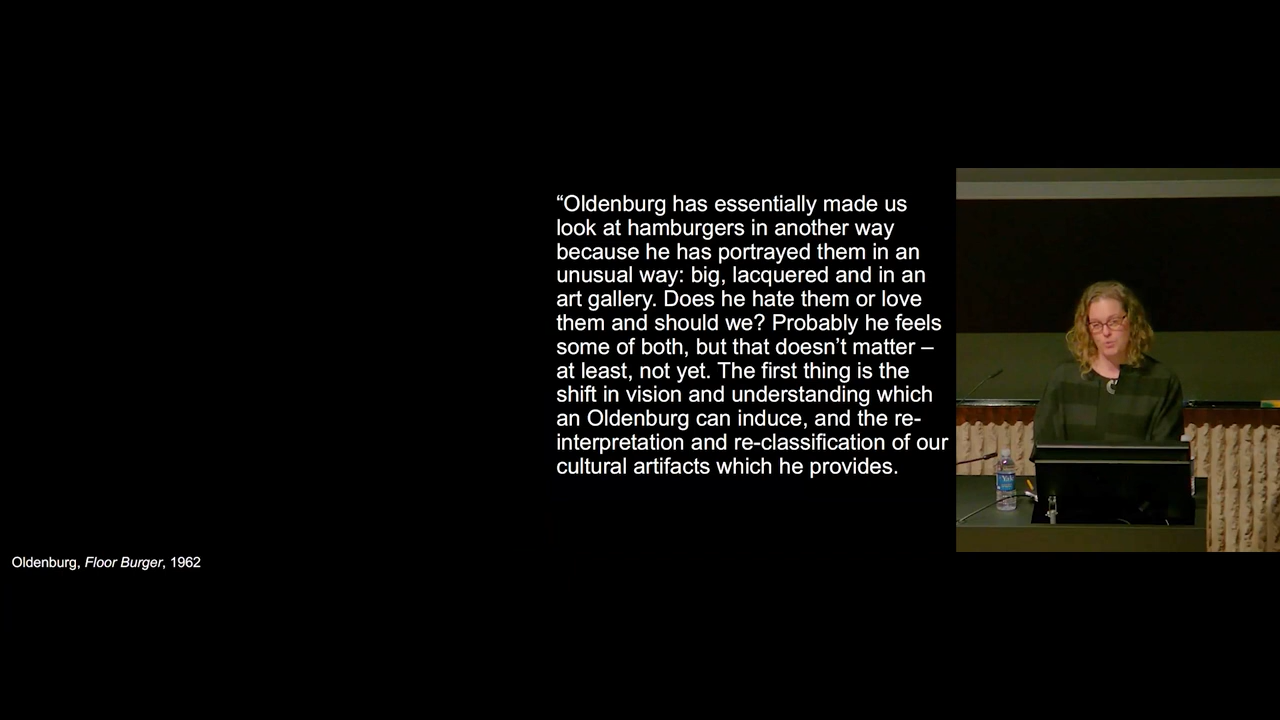 “Oldenburg has essentially made us
look at hamburgers in another way
because he has portrayed them in an
unusual way: big, lacquered and in an
art gallery. Does he hate them or love
them and should we? Probably he feels
some of both, but that doesn’t matter –
at least, not yet. The first thing is the
shift in vision and understanding which
an Oldenburg can induce, and the re-
interpretation and re-classification of our
cultural artifacts which he provides.
Oldenburg, Floor Burger, 1962